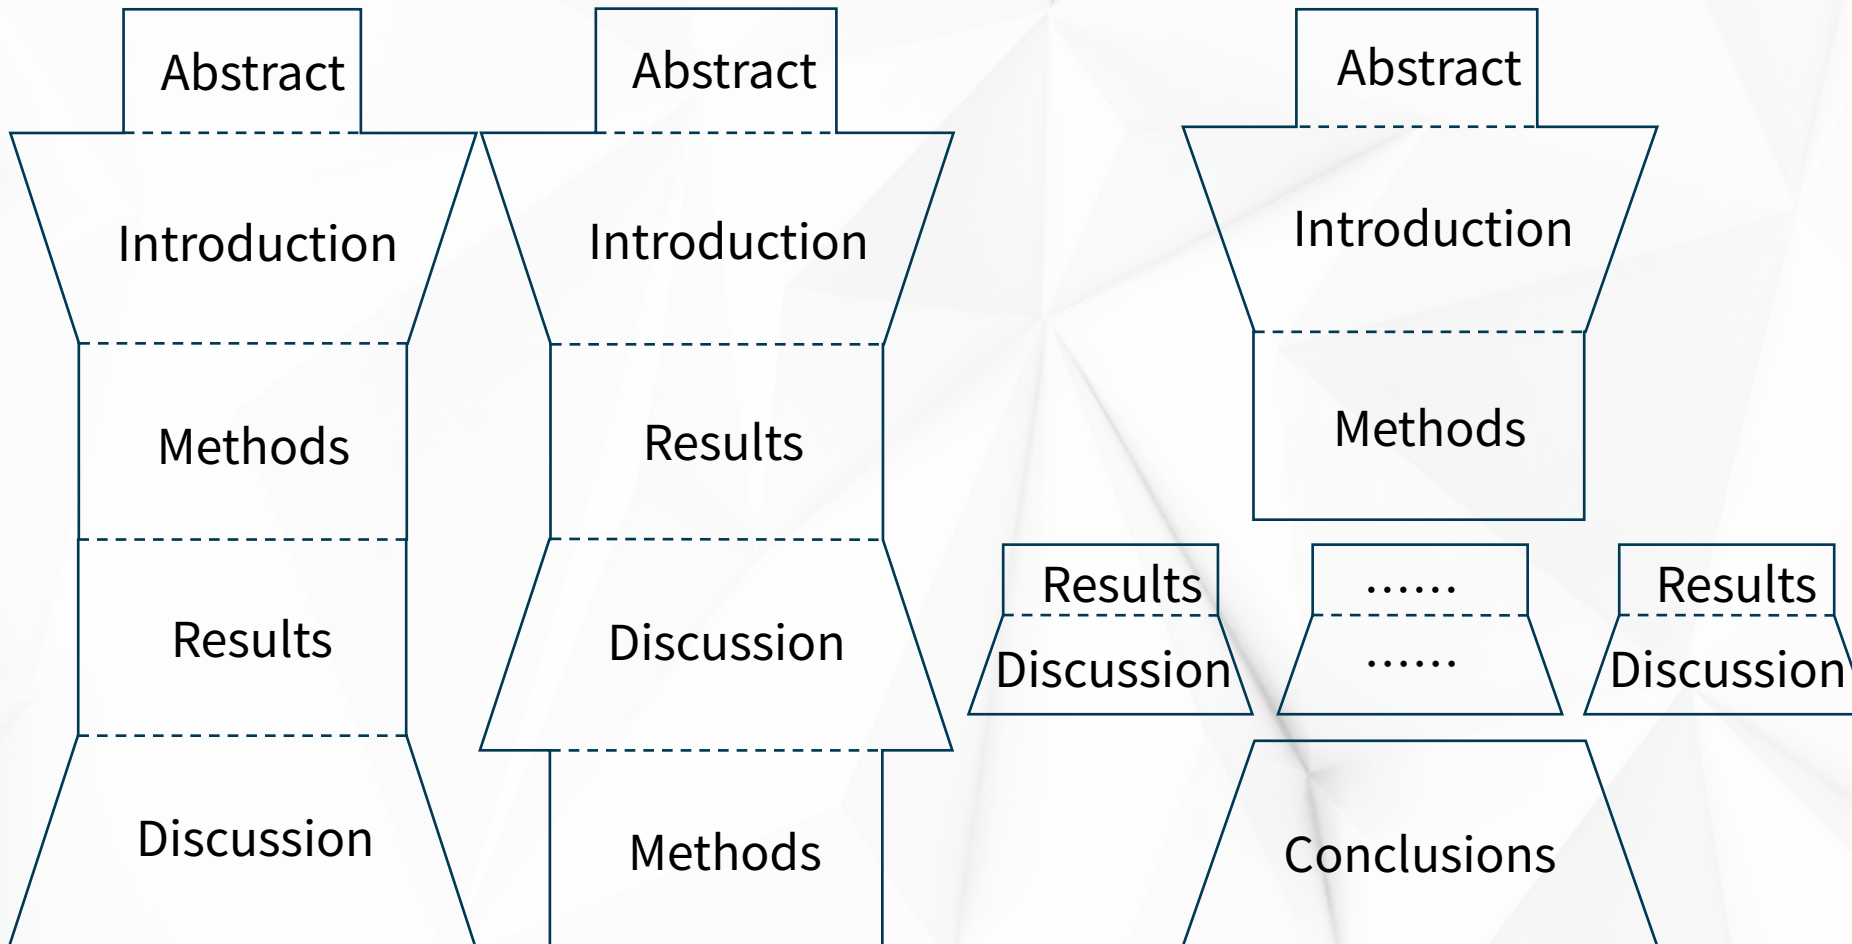 Abstract
Introduction
Methods
Results
Discussion
Abstract
Introduction
Results
Discussion
Methods
Abstract
Introduction
Methods
Results
Discussion
......
......
Results
Discussion
Conclusions